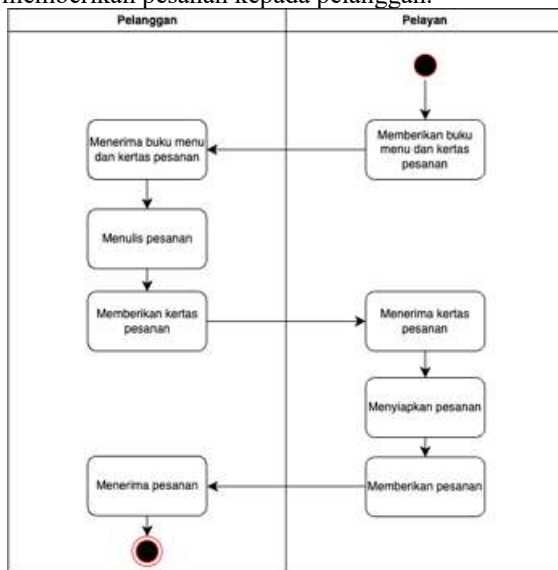 memberikan pesanan kepada pelanggan.
Pelanggan
Pelayan
Memberikan buku
menu dan kertas
pesanan
Menerima buku menu
dan kertas pesanan
Menulis pesanan
Memberikan kertas
pesanan
Menerima kertas
pesanan
Menyiapkan pesanan
Memberikan pesanan
Menerima pesanan